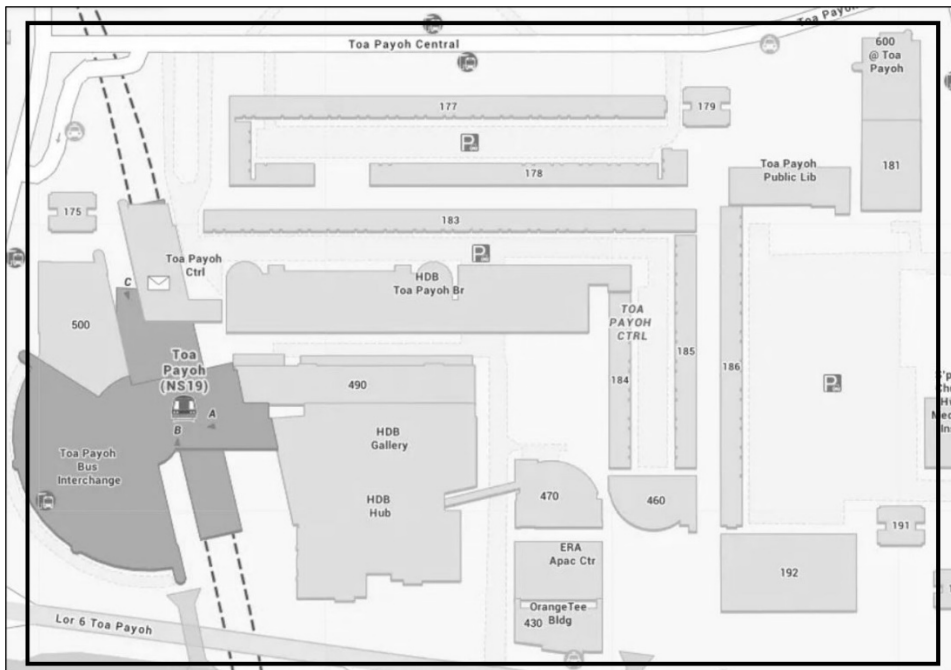 Toa Payoh
Toa Payoh Central
600
@ Toa
Payoh
177
179
P
178
Toa Payoh
Public Lib
181
175
183
Toa Payoh
Ctrl
P
HDB
Toa Payoh Br
C
500
TOA
PAYOH
CTRL
Toa
Payoh
(NS19)
490
184
185
186
P
A
B
HDB
Gallery
Toa Payoh
Bus
Interchange
HDB
Hub
470
460
191
ERA
Apac Ctr
192
OrangeTee
Bldg
430
Lor 6 Toa Payoh